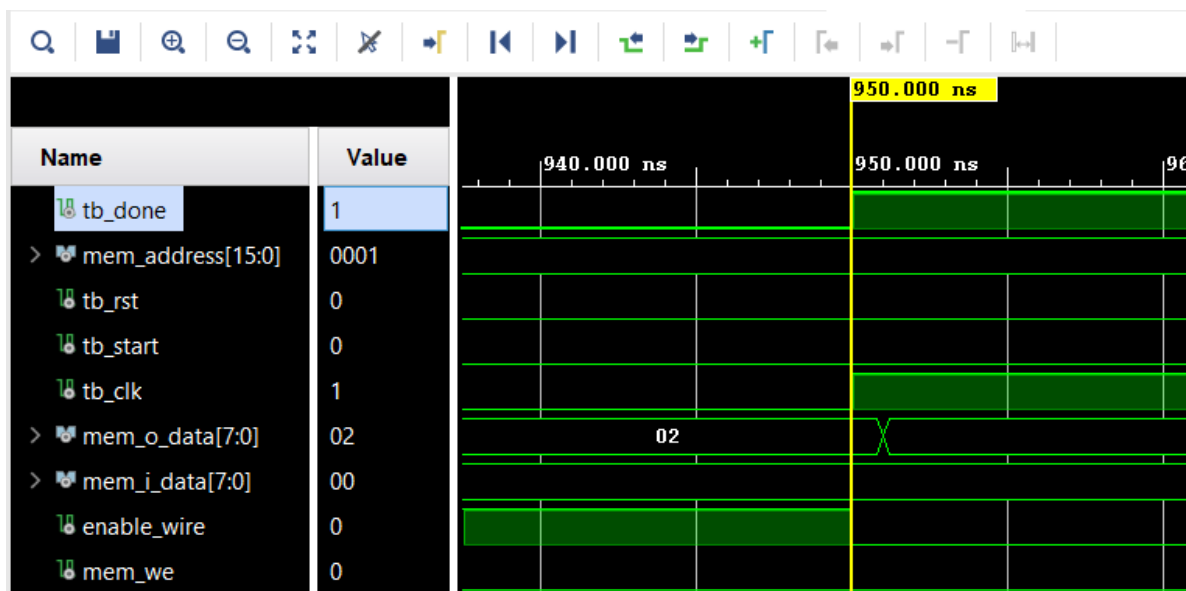 950.000 ns
Name Value 940.000 ns 950.000 ns 96
tb_done 1
mem_address[15:0] 0001
tb_rst 0
tb_start 0
tb_clk 1
mem_o_data[7:0] 02 02
mem_i_data[7:0] 00
enable_wire 0
mem_we 0